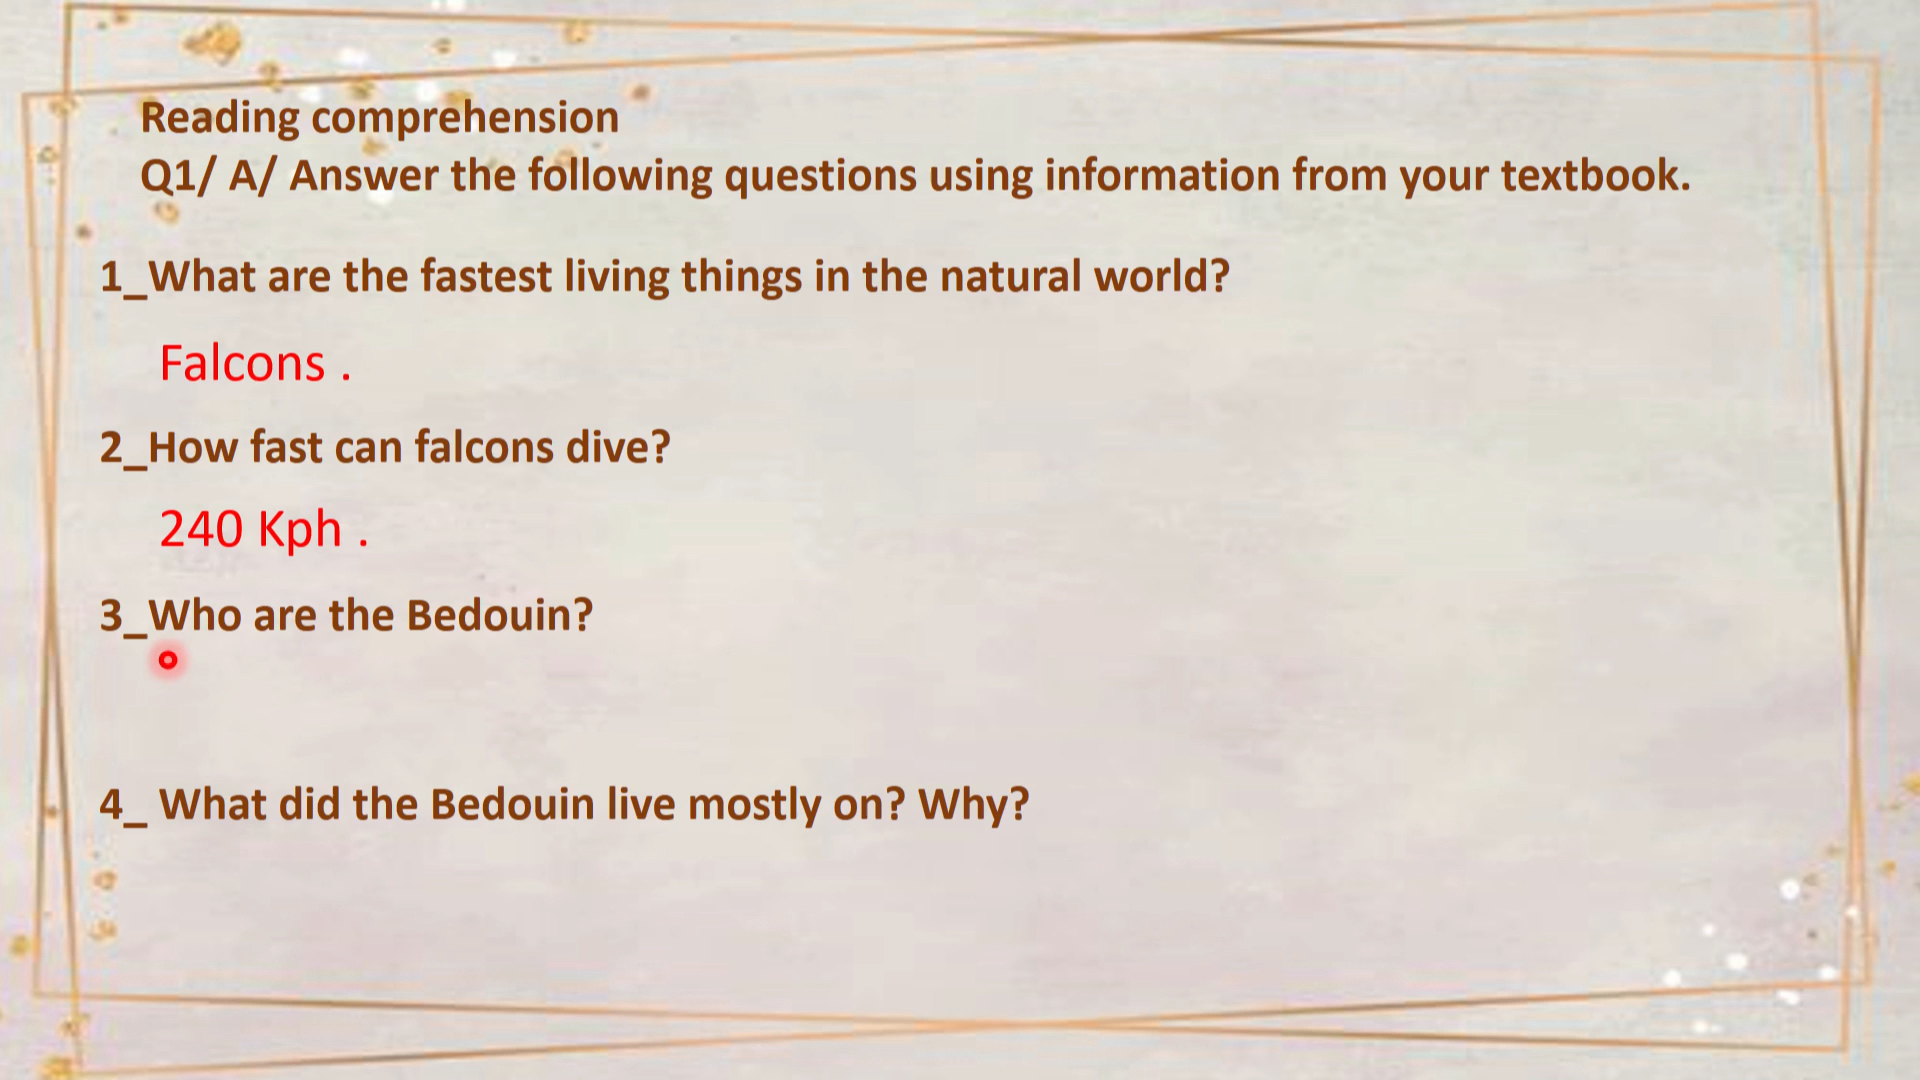 Reading comprehension
Q1/ A/ Answer the following questions using information from your textbook.
1_What are the fastest living things in the natural world?
Falcons .
2_How fast can falcons dive?
240 Kph .
3_Who are the Bedouin?
4_ What did the Bedouin live mostly on? Why?